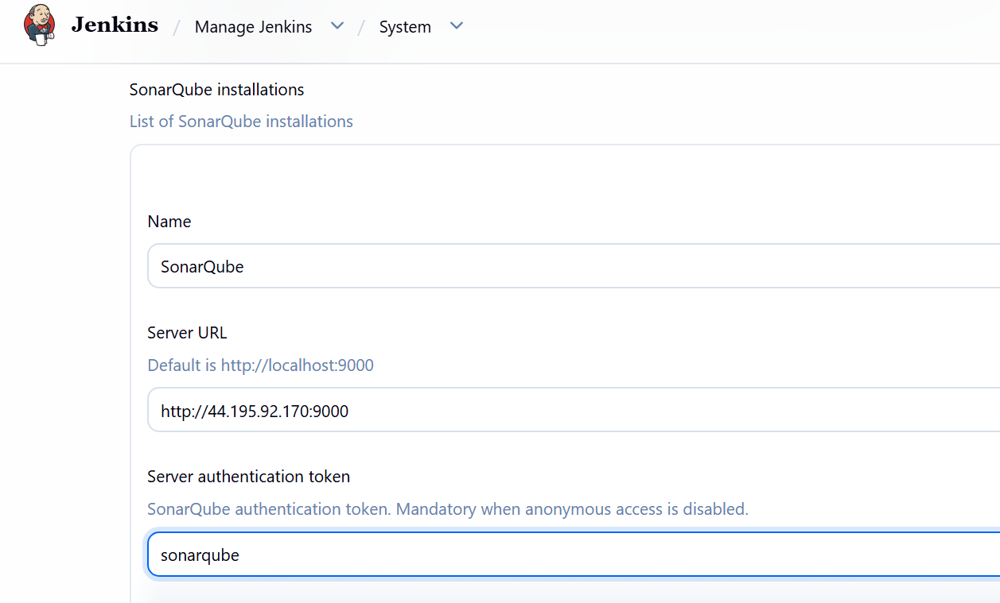 Jenkins / Manage Jenkins / System
SonarQube installations
List of SonarQube installations
Name
SonarQube
Server URL
Default is http://localhost:9000
http://44.195.92.170:9000
Server authentication token
SonarQube authentication token. Mandatory when anonymous access is disabled.
sonarqube